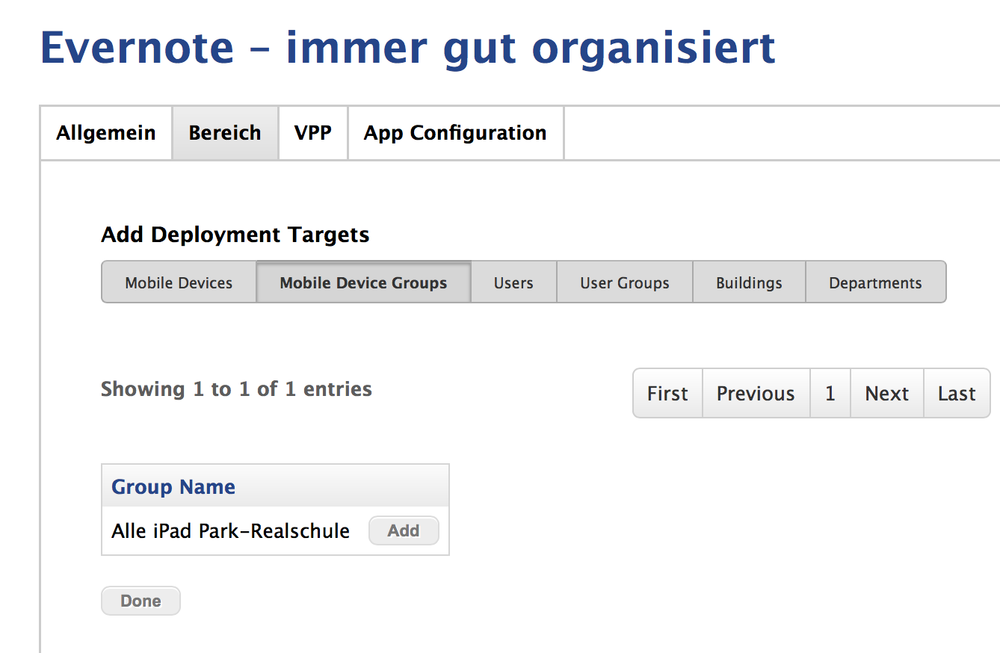 Evernote – immer gut organisiert
Allgemein Bereich VPP App Configuration
Add Deployment Targets
Mobile Devices Mobile Device Groups Users User Groups Buildings Departments
Showing 1 to 1 of 1 entries First Previous 1 Next Last
Group Name
Alle iPad Park-Realschule Add
Done